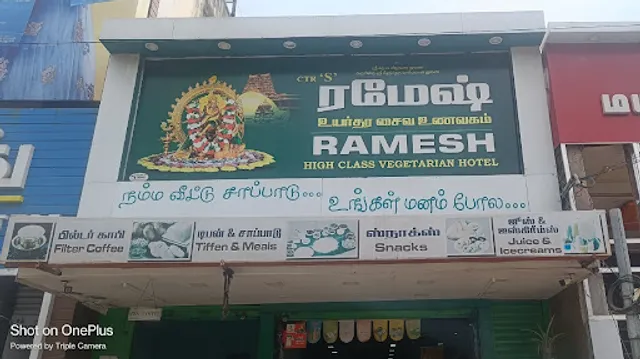 CTR 'S'
ரமேஷ்
உயர்தர சைவ உணவகம்
RAMESH
HIGH CLASS VEGETARIAN HOTEL
நம்ம வீட்டு சாப்பாடு... உங்கள் மனம் போல...
பில்டர் காபி
Filter Coffee
டிபன் & சாப்பாடு
Tiffen & Meals
ஸ்நாக்ஸ்
Snacks
ஜூஸ் & ஐஸ்கிரீம்ஸ்
Juice & Icecreams
Shot on OnePlus
Powered by Triple Camera